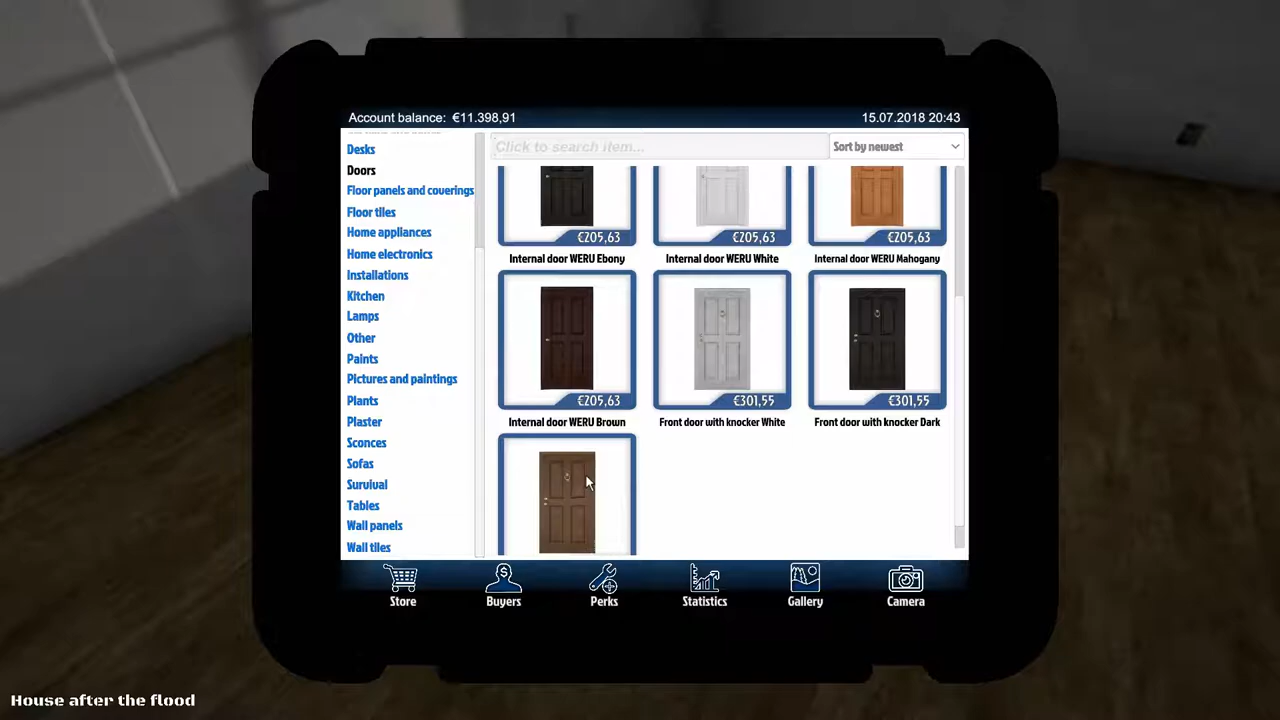 Account balance: €11.398,91
15.07.2018 20:43
Click to search item...
Sort by newest
Desks
Doors
Floor panels and coverings
Floor tiles
Home appliances
Home electronics
Installations
Kitchen
Lamps
Other
Paints
Pictures and paintings
Plants
Plaster
Sconces
Sofas
Survival
Tables
Wall panels
Wall tiles
€205,63
€205,63
€205,63
Internal door WERU Ebony
Internal door WERU White
Internal door WERU Mahogany
€205,63
€301,55
€301,55
Internal door WERU Brown
Front door with knocker White
Front door with knocker Dark
Store
Buyers
Perks
Statistics
Gallery
Camera
House after the flood